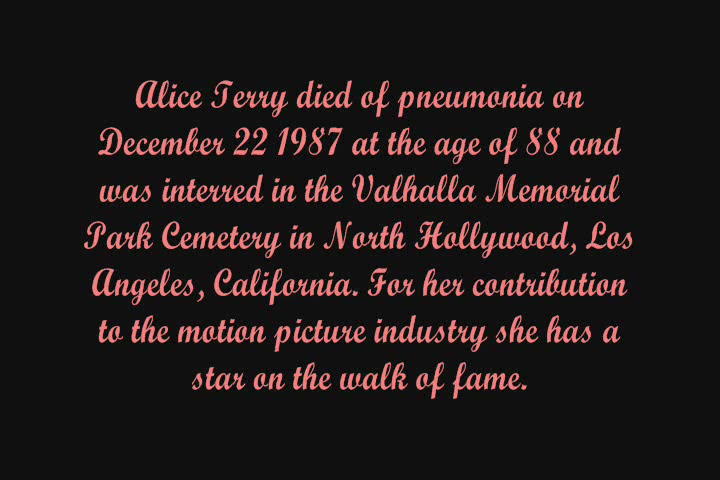 Alice Terry died of pneumonia on
December 22 1987 at the age of 88 and
was interred in the Valhalla Memorial
Park Cemetery in North Hollywood, Los
Angeles, California. For her contribution
to the motion picture industry she has a
star on the walk of fame.